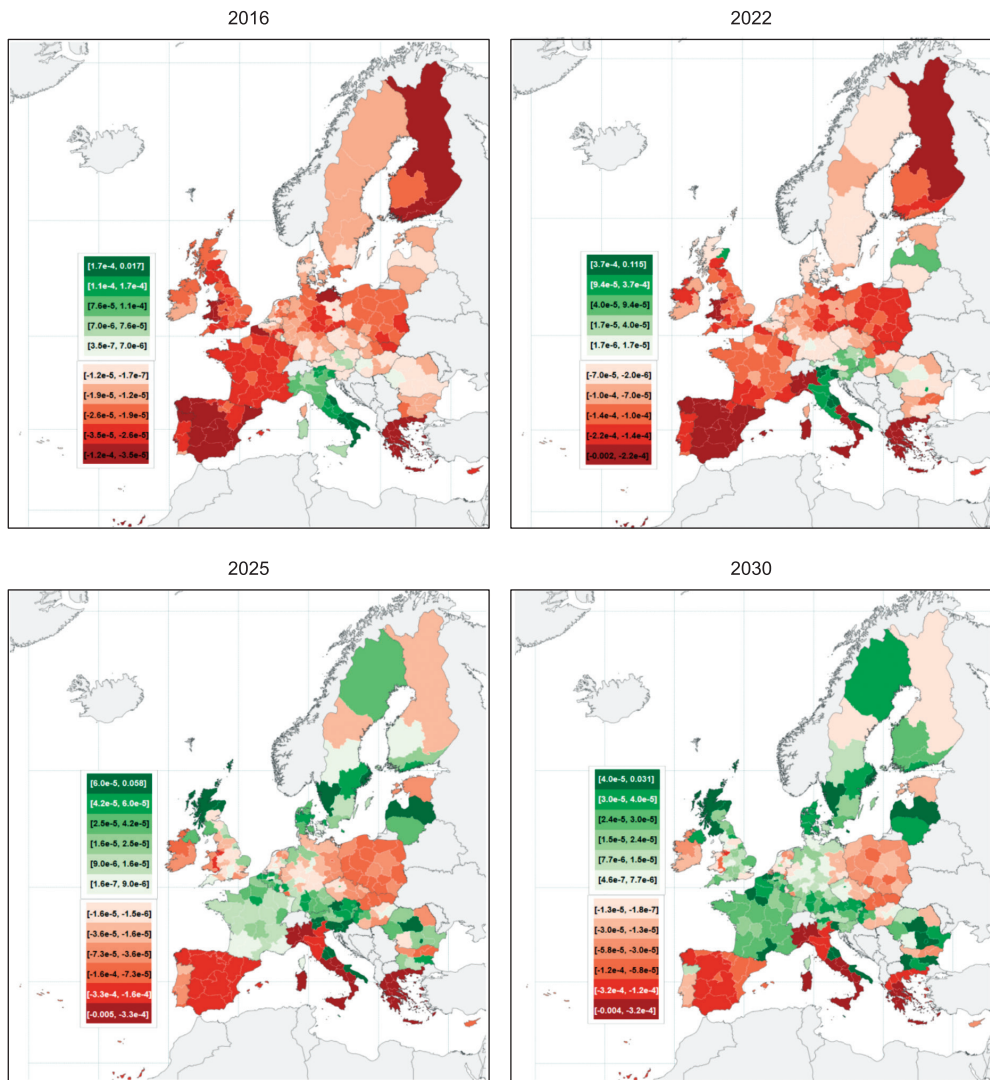 2016
2022
[1.7e-4, 0.017]
[1.1e-4, 1.7e-4]
[7.6e-5, 1.1e-4]
[7.0e-6, 7.6e-5]
[3.5e-7, 7.0e-6]
[-1.2e-5, -1.7e-7]
[-1.9e-5, -1.2e-5]
[-2.6e-5, -1.9e-5]
[-3.5e-5, -2.6e-5]
[-1.2e-4, -3.5e-5]
[3.7e-4, 0.115]
[9.4e-5, 3.7e-4]
[4.0e-5, 9.4e-5]
[1.7e-5, 4.0e-5]
[1.7e-6, 1.7e-5]
[-7.0e-5, -2.0e-6]
[-1.0e-4, -7.0e-5]
[-1.4e-4, -1.0e-4]
[-2.2e-4, -1.4e-4]
[-0.002, -2.2e-4]
2025
2030
[6.0e-5, 0.058]
[4.2e-5, 6.0e-5]
[2.5e-5, 4.2e-5]
[1.6e-5, 2.5e-5]
[9.0e-6, 1.6e-5]
[1.6e-7, 9.0e-6]
[-1.6e-5, -1.5e-6]
[-3.6e-5, -1.6e-5]
[-7.3e-5, -3.6e-5]
[-1.6e-4, -7.3e-5]
[-3.3e-4, -1.6e-4]
[-0.005, -3.3e-4]
[4.0e-5, 0.031]
[3.0e-5, 4.0e-5]
[2.4e-5, 3.0e-5]
[1.5e-5, 2.4e-5]
[7.7e-6, 1.5e-5]
[4.6e-7, 7.7e-6]
[-1.3e-5, -1.8e-7]
[-3.0e-5, -1.3e-5]
[-5.8e-5, -3.0e-5]
[-1.2e-4, -5.8e-5]
[-3.2e-4, -1.2e-4]
[-0.004, -3.2e-4]